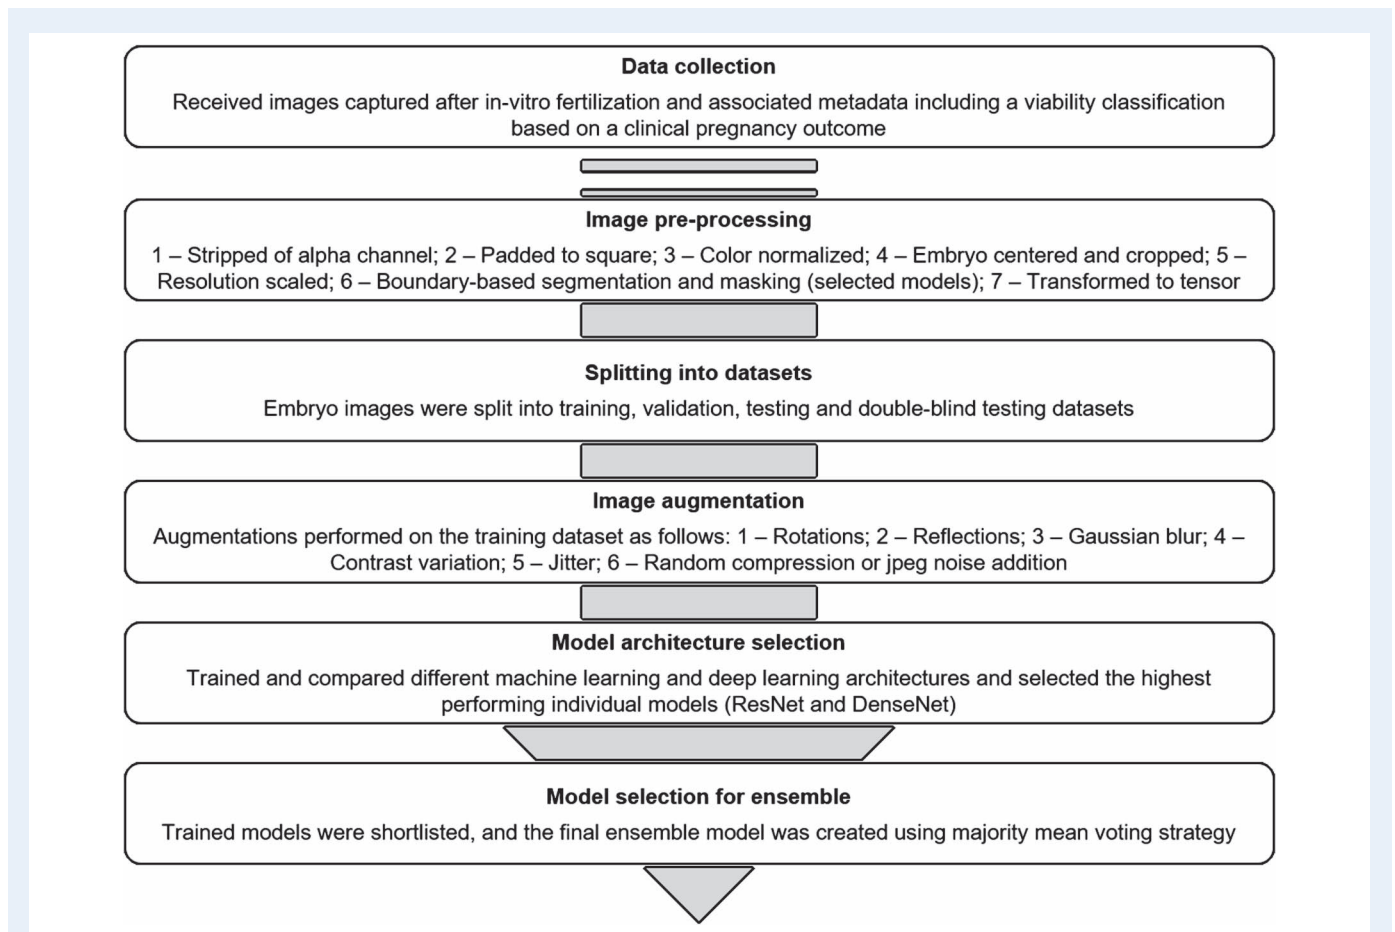 Data collection
Received images captured after in-vitro fertilization and associated metadata including a viability classification
based on a clinical pregnancy outcome
Image pre-processing
1 – Stripped of alpha channel; 2 – Padded to square; 3 – Color normalized; 4 – Embryo centered and cropped; 5 –
Resolution scaled; 6 – Boundary-based segmentation and masking (selected models); 7 – Transformed to tensor
Splitting into datasets
Embryo images were split into training, validation, testing and double-blind testing datasets
Image augmentation
Augmentations performed on the training dataset as follows: 1 – Rotations; 2 – Reflections; 3 – Gaussian blur; 4 –
Contrast variation; 5 – Jitter; 6 – Random compression or jpeg noise addition
Model architecture selection
Trained and compared different machine learning and deep learning architectures and selected the highest
performing individual models (ResNet and DenseNet)
Model selection for ensemble
Trained models were shortlisted, and the final ensemble model was created using majority mean voting strategy